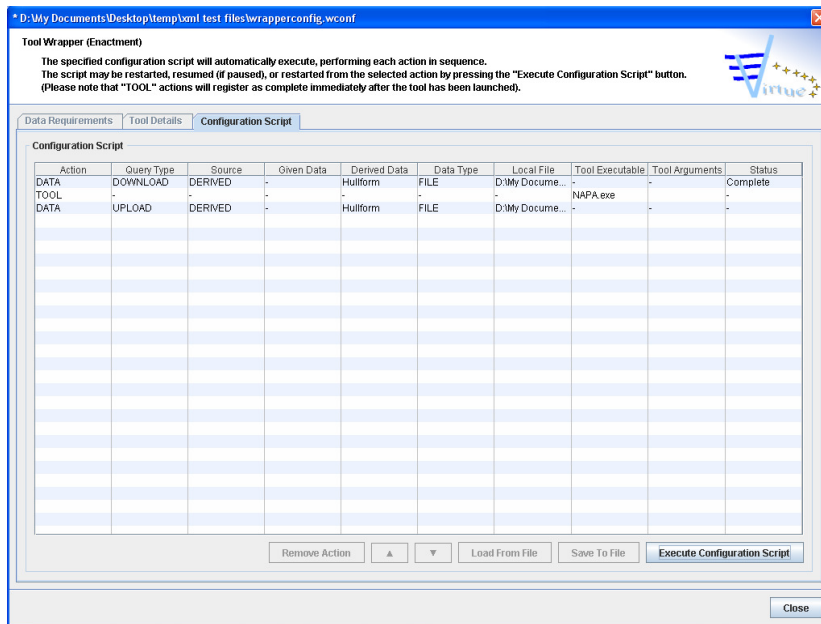 * D:\My Documents\Desktop\temp\xml test files\wrapperconfig.wconf
Tool Wrapper (Enactment)
The specified configuration script will automatically execute, performing each action in sequence.
The script may be restarted, resumed (if paused), or restarted from the selected action by pressing the "Execute Configuration Script" button.
(Please note that "TOOL" actions will register as complete immediately after the tool has been launched).
Virtue
Data Requirements Tool Details Configuration Script
Configuration Script
Action Query Type Source Given Data Derived Data Data Type Local File Tool Executable Tool Arguments Status
DATA DOWNLOAD DERIVED - Hullform FILE D:\My Docume... - - Complete
TOOL - - - - - - NAPA.exe - -
DATA UPLOAD DERIVED - Hullform FILE D:\My Docume... - - -
Remove Action ▲ ▼ Load From File Save To File Execute Configuration Script
Close